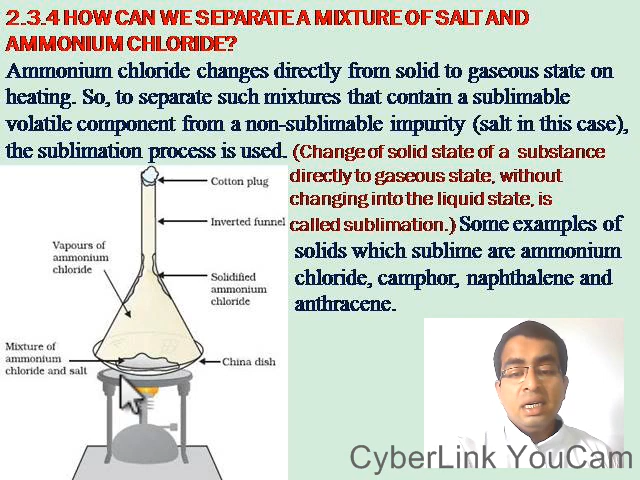 2.3.4 HOW CAN WE SEPARATE A MIXTURE OF SALT AND
AMMONIUM CHLORIDE?
Ammonium chloride changes directly from solid to gaseous state on
heating. So, to separate such mixtures that contain a sublimable
volatile component from a non-sublimable impurity (salt in this case),
the sublimation process is used. (Change of solid state of a substance
directly to gaseous state, without
changing into the liquid state, is
called sublimation.) Some examples of
solids which sublime are ammonium
chloride, camphor, naphthalene and
anthracene.
Cotton plug
Inverted funnel
Vapours of
ammonium
chloride
Solidified
ammonium
chloride
Mixture of
ammonium
chloride and salt
China dish
CyberLink YouCam